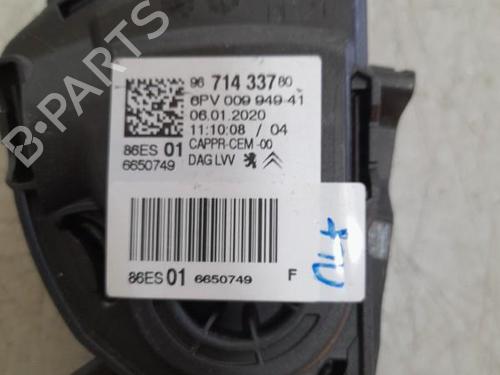 96 714 337 80
6PV 009 949-41
06.01.2020
11:10:08 / 04
86ES 01 CAPPR-CEM -00
6650749 DAG LVV
86ES 01 6650749 F
B-PARTS